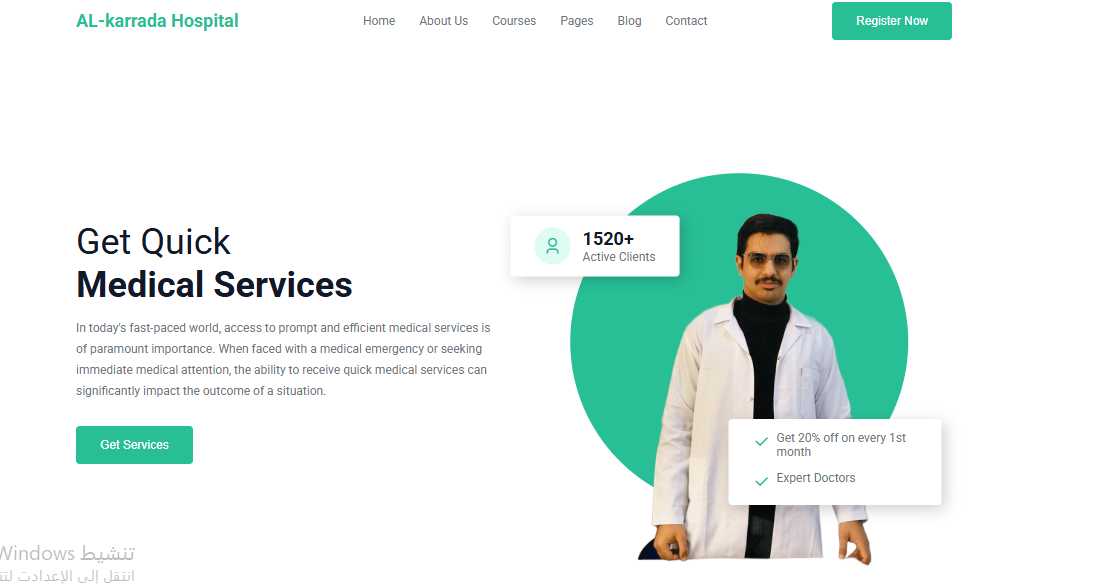 AL-karrada Hospital
Home About Us Courses Pages Blog Contact
Register Now
1520+
Active Clients
Get Quick
Medical Services
In today's fast-paced world, access to prompt and efficient medical services is
of paramount importance. When faced with a medical emergency or seeking
immediate medical attention, the ability to receive quick medical services can
significantly impact the outcome of a situation.
Get Services
Get 20% off on every 1st
month
Expert Doctors
تنشيط Windows
انتقل إلى الإعدادت